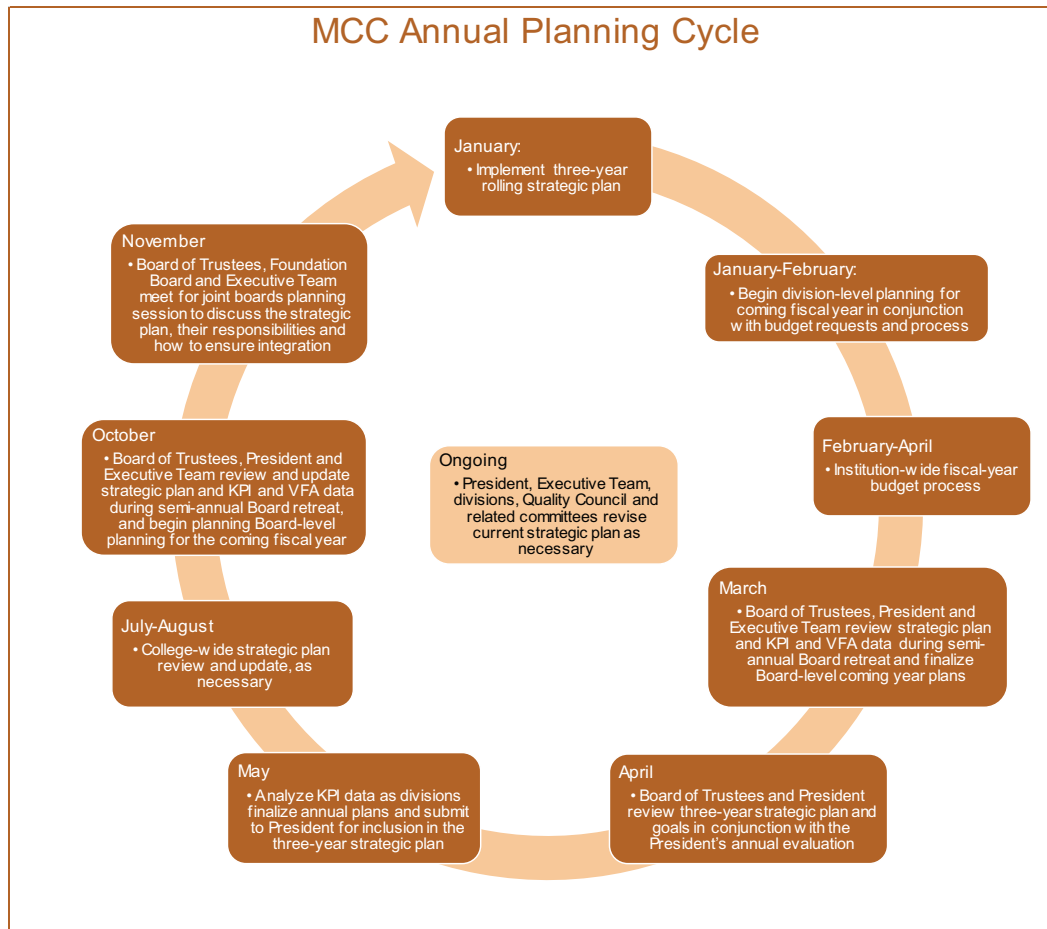 MCC Annual Planning Cycle
January:
• Implement three-year
rolling strategic plan
January-February:
• Begin division-level planning for
coming fiscal year in conjunction
with budget requests and process
February-April
• Institution-wide fiscal-year
budget process
March
• Board of Trustees, President and
Executive Team review strategic plan
and KPI and VFA data during semi-
annual Board retreat and finalize
Board-level coming year plans
April
• Board of Trustees and President
review three-year strategic plan and
goals in conjunction with the
President's annual evaluation
May
• Analyze KPI data as divisions
finalize annual plans and submit
to President for inclusion in the
three-year strategic plan
July-August
• College-wide strategic plan
review and update, as
necessary
October
• Board of Trustees, President and
Executive Team review and update
strategic plan and KPI and VFA data
during semi-annual Board retreat,
and begin planning Board-level
planning for the coming fiscal year
November
• Board of Trustees, Foundation
Board and Executive Team
meet for joint boards planning
session to discuss the strategic
plan, their responsibilities and
how to ensure integration
Ongoing
• President, Executive Team,
divisions, Quality Council and
related committees revise
current strategic plan as
necessary